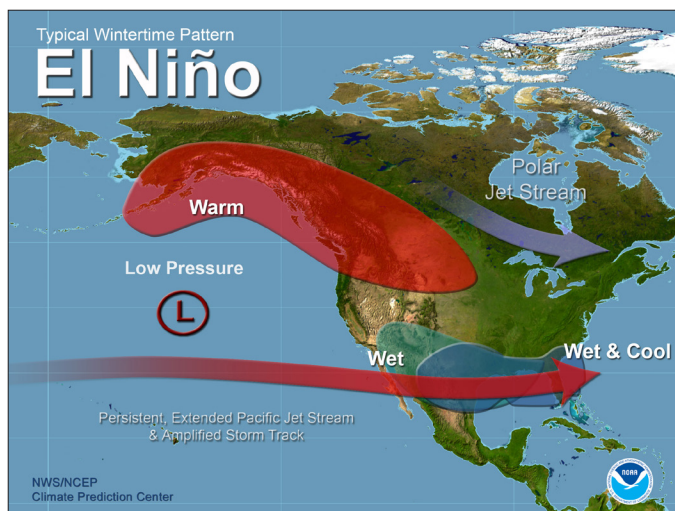 Typical Wintertime Pattern
El Niño
Polar
Jet Stream
Warm
Low Pressure
L
Wet
Wet & Cool
Persistent, Extended Pacific Jet Stream
& Amplified Storm Track
NWS/NCEP
Climate Prediction Center
NOAA